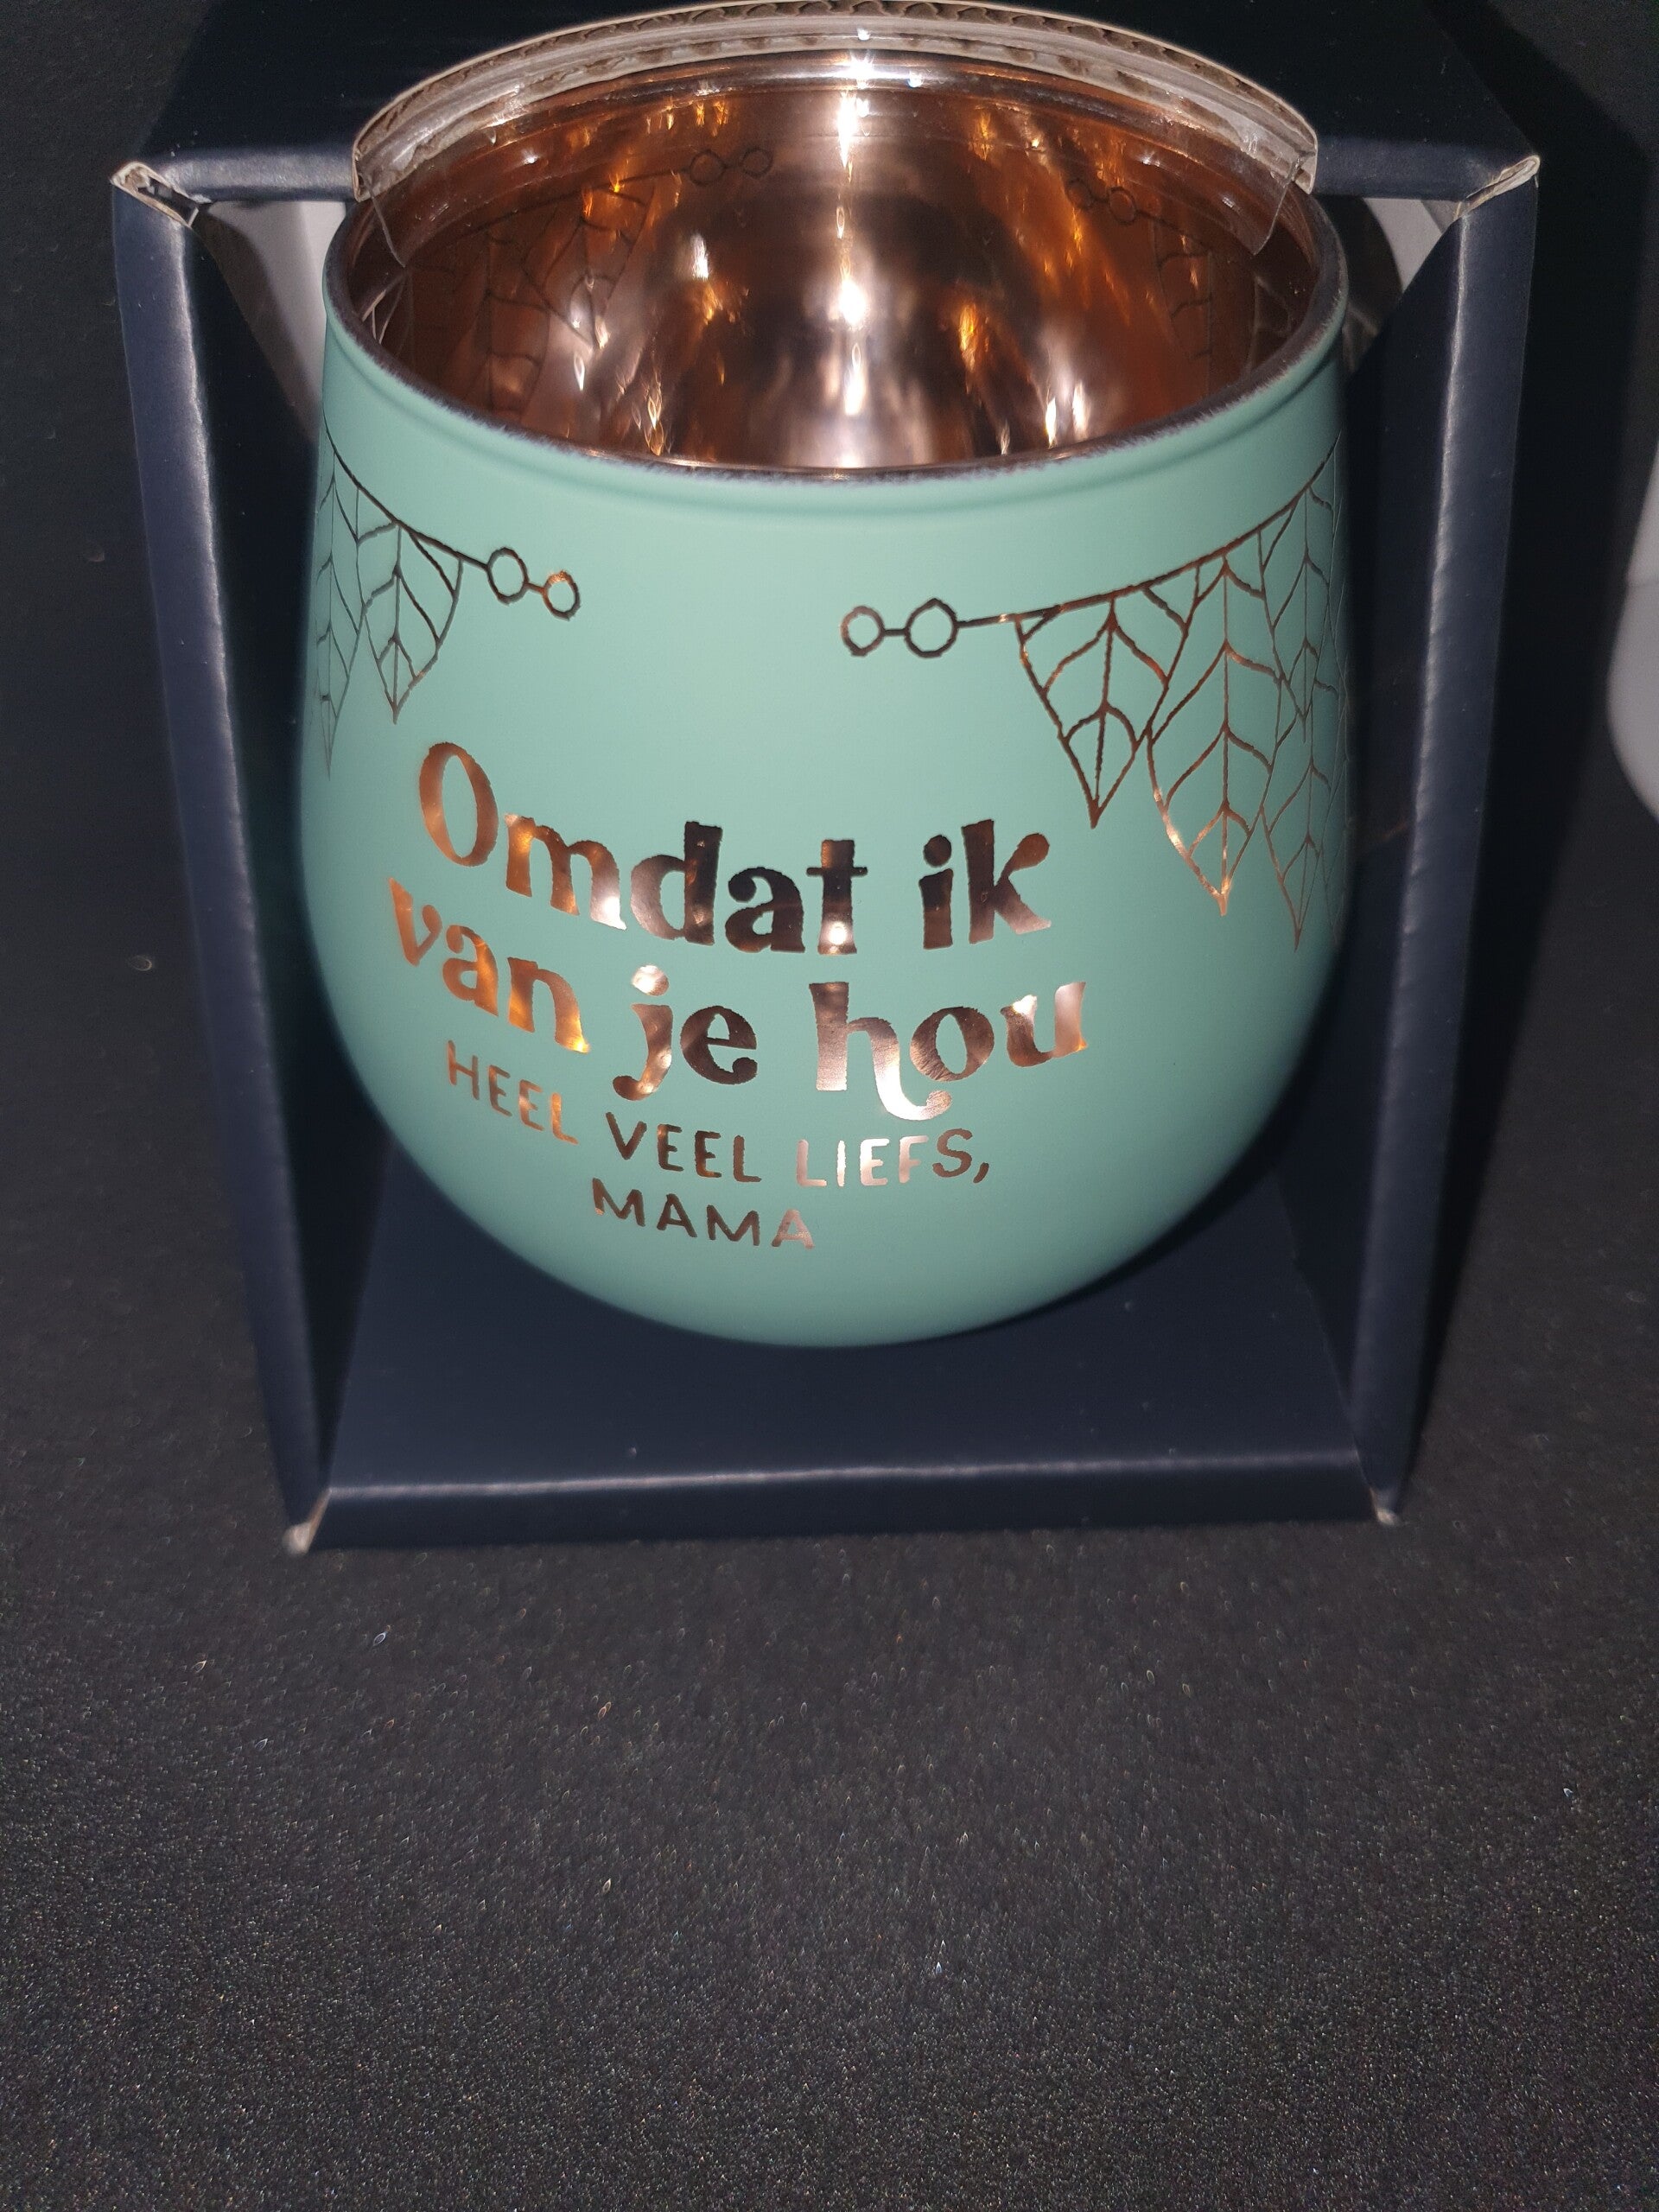 Omdat ik
van je hou
HEEL VEEL LIEFS,
MAMA